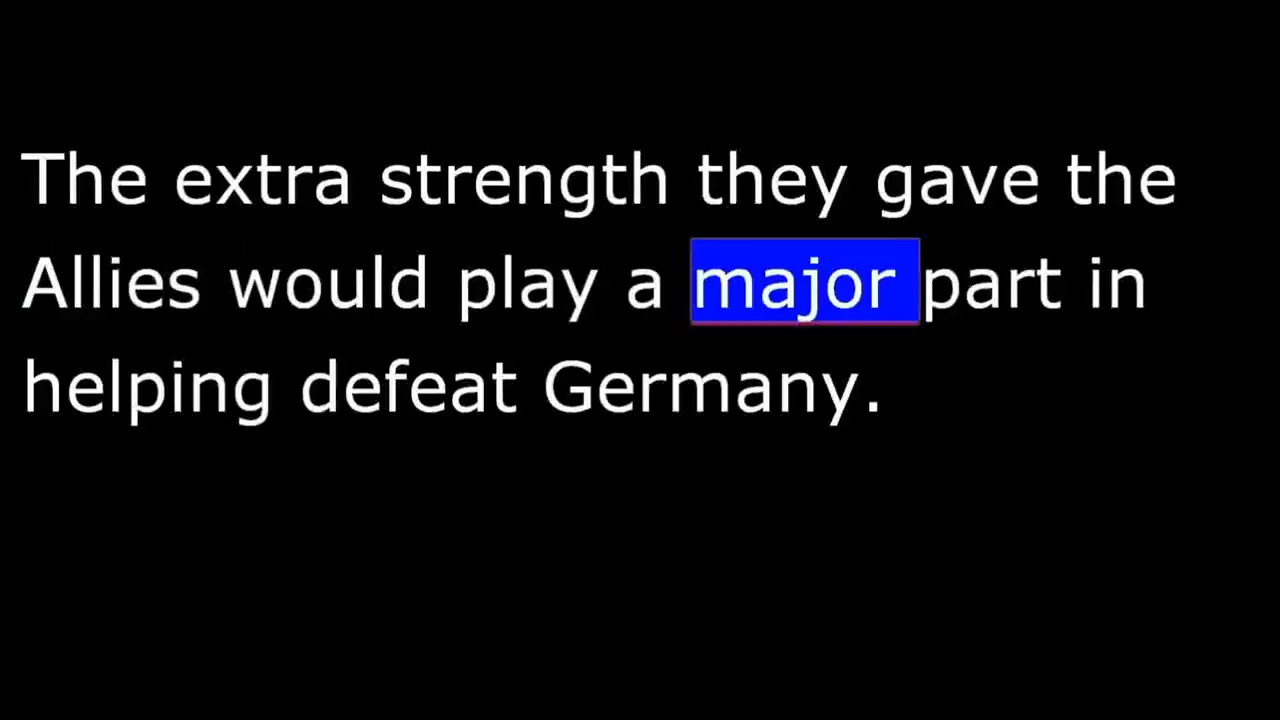 The extra strength they gave the
Allies would play a major part in
helping defeat Germany.